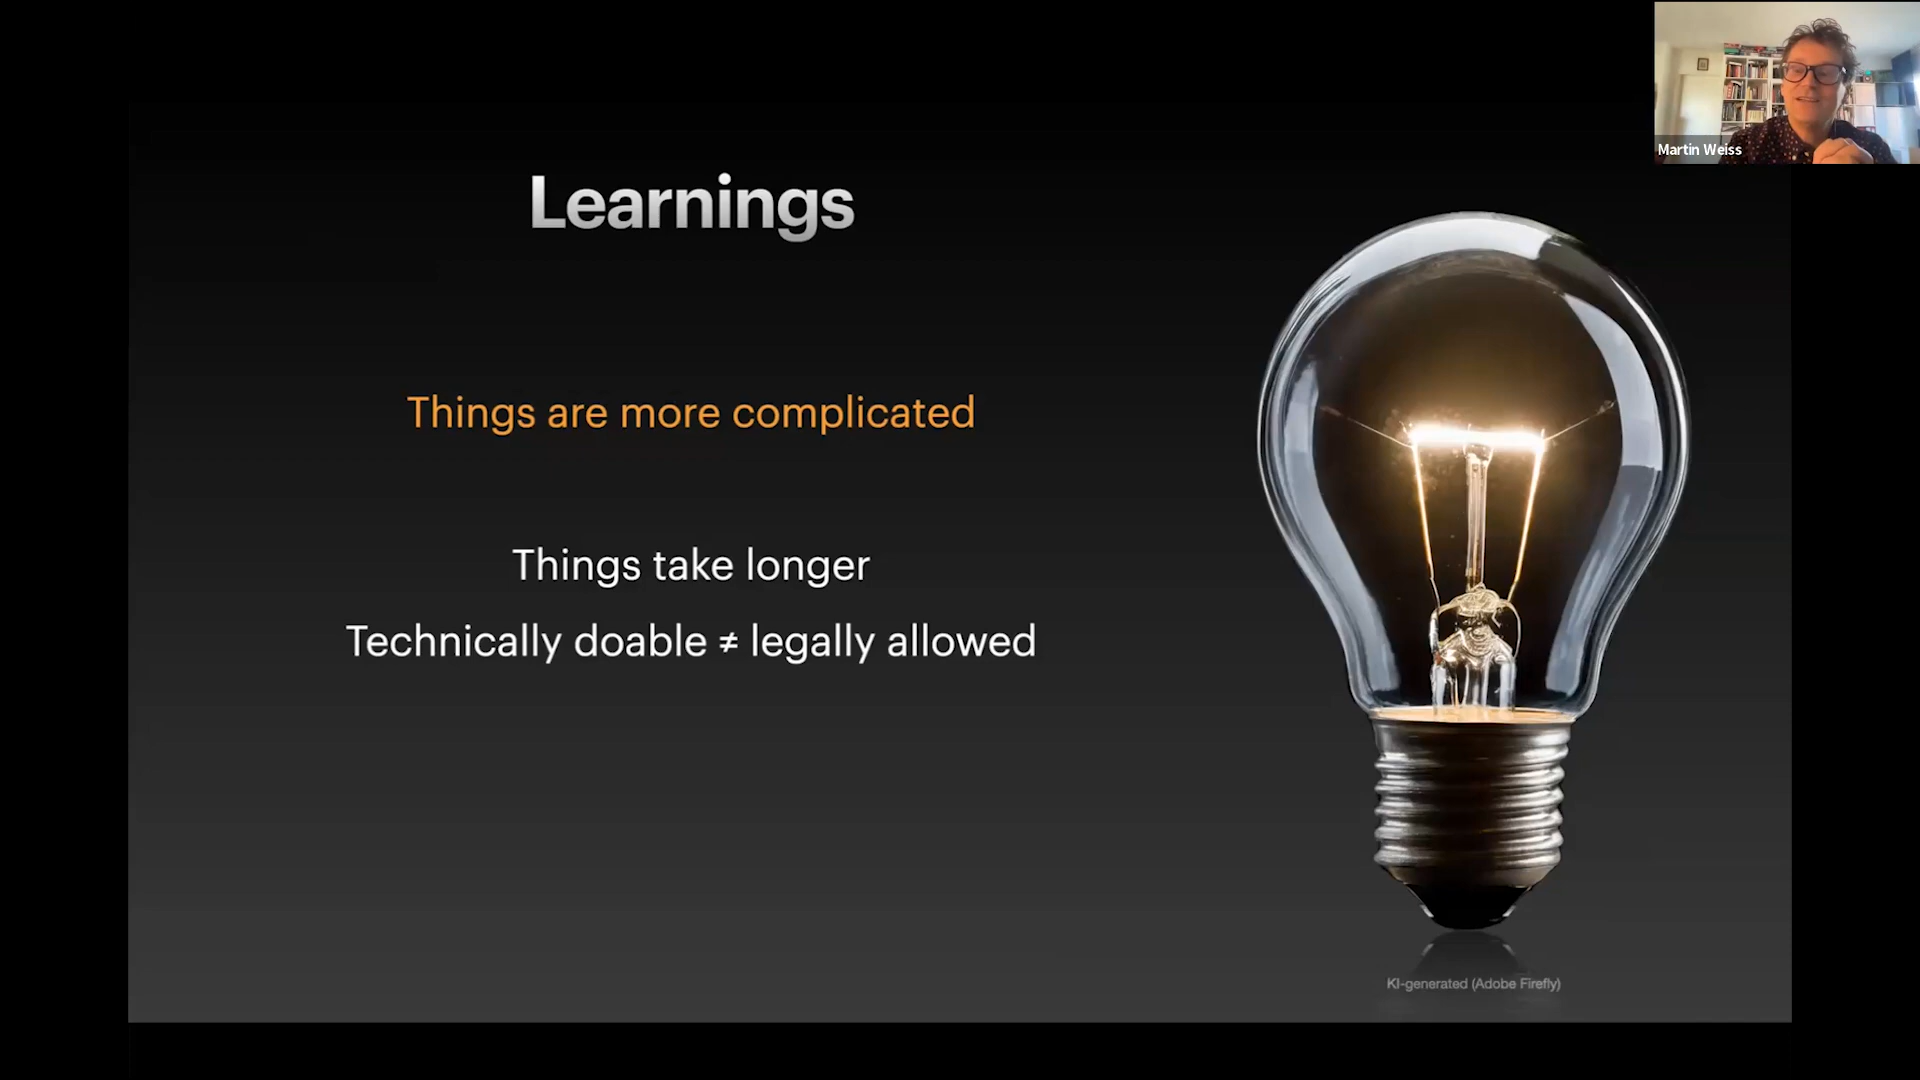 Martin Weiss
Learnings
Things are more complicated
Things take longer
Technically doable ≠ legally allowed
KI-generated (Adobe Firefly)